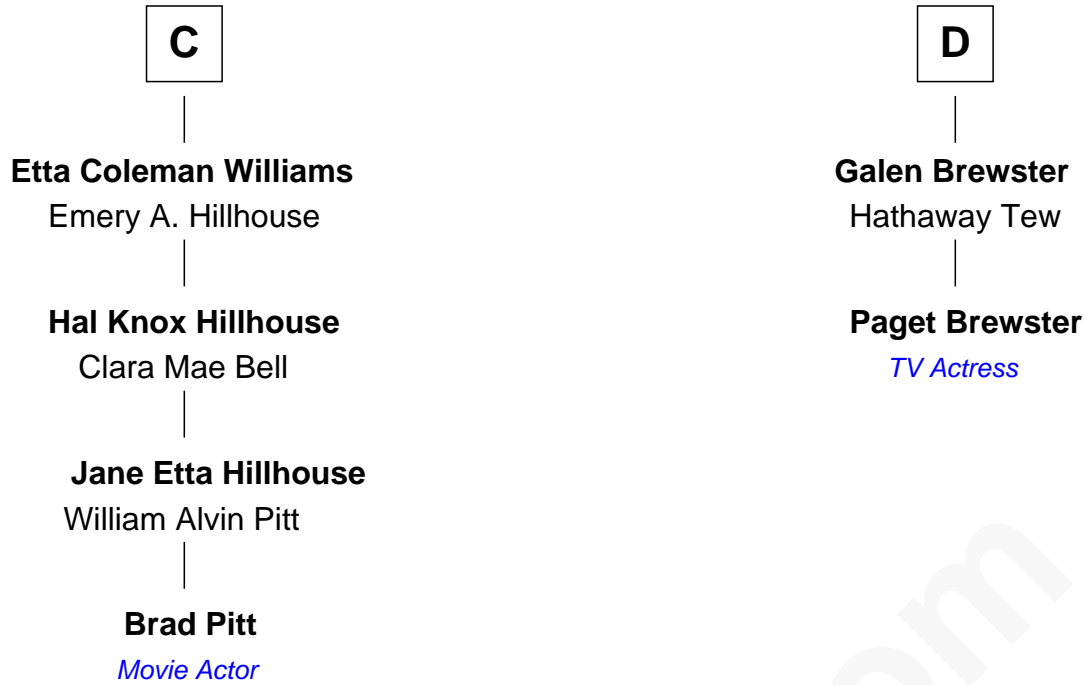 C
Etta Coleman Williams
Emery A. Hillhouse
Hal Knox Hillhouse
Clara Mae Bell
Jane Etta Hillhouse
William Alvin Pitt
Brad Pitt
Movie Actor
D
Galen Brewster
Hathaway Tew
Paget Brewster
TV Actress
om